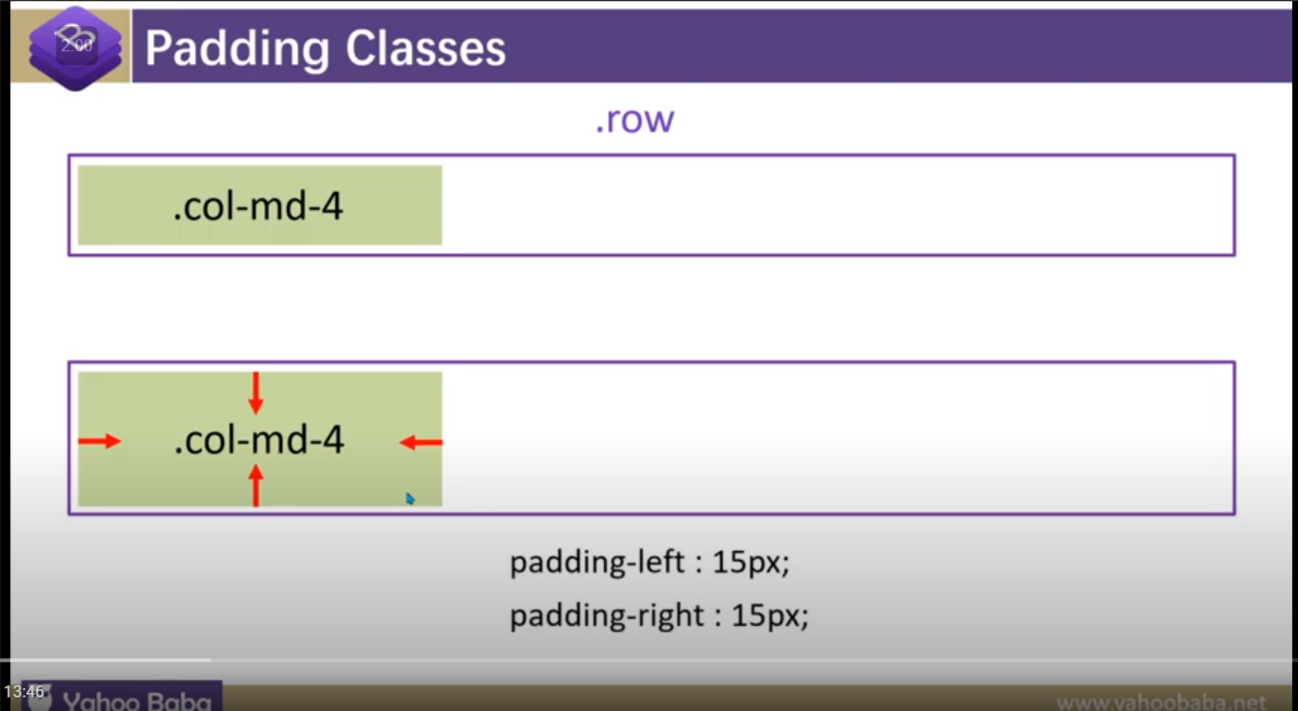 2:00
Padding Classes
.row
.col-md-4
.col-md-4
padding-left : 15px;
padding-right : 15px;
13:46
Yahoo Baba
www.yahoobaba.net